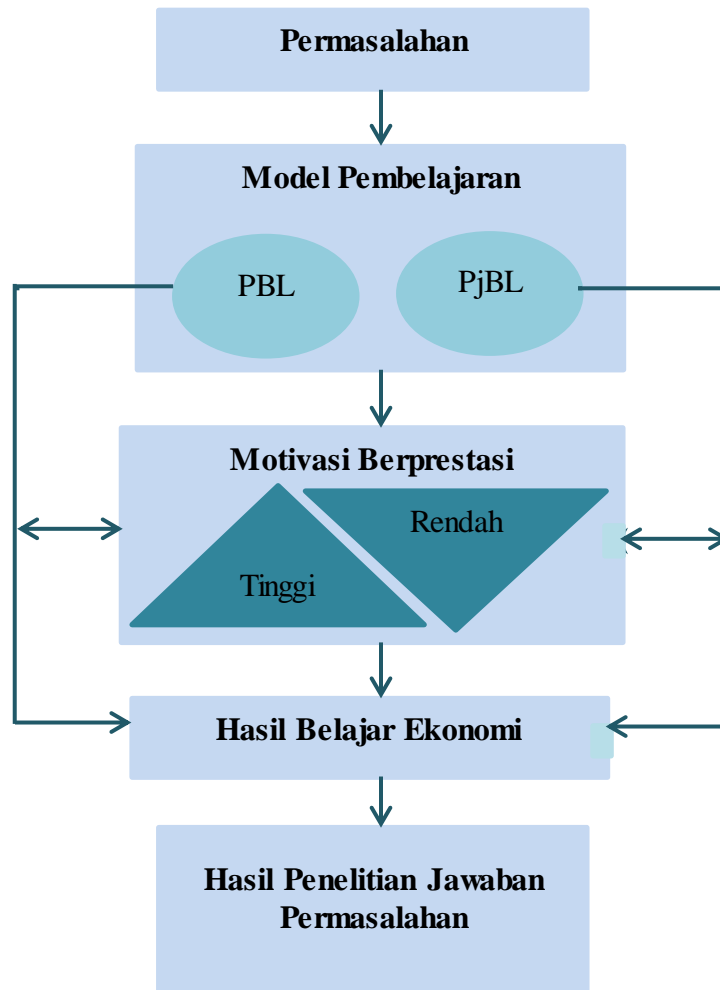 Permasalahan
Model Pembelajaran
PBL
PjBL
Motivasi Berprestasi
Rendah
Tinggi
Hasil Belajar Ekonomi
Hasil Penelitian Jawaban
Permasalahan